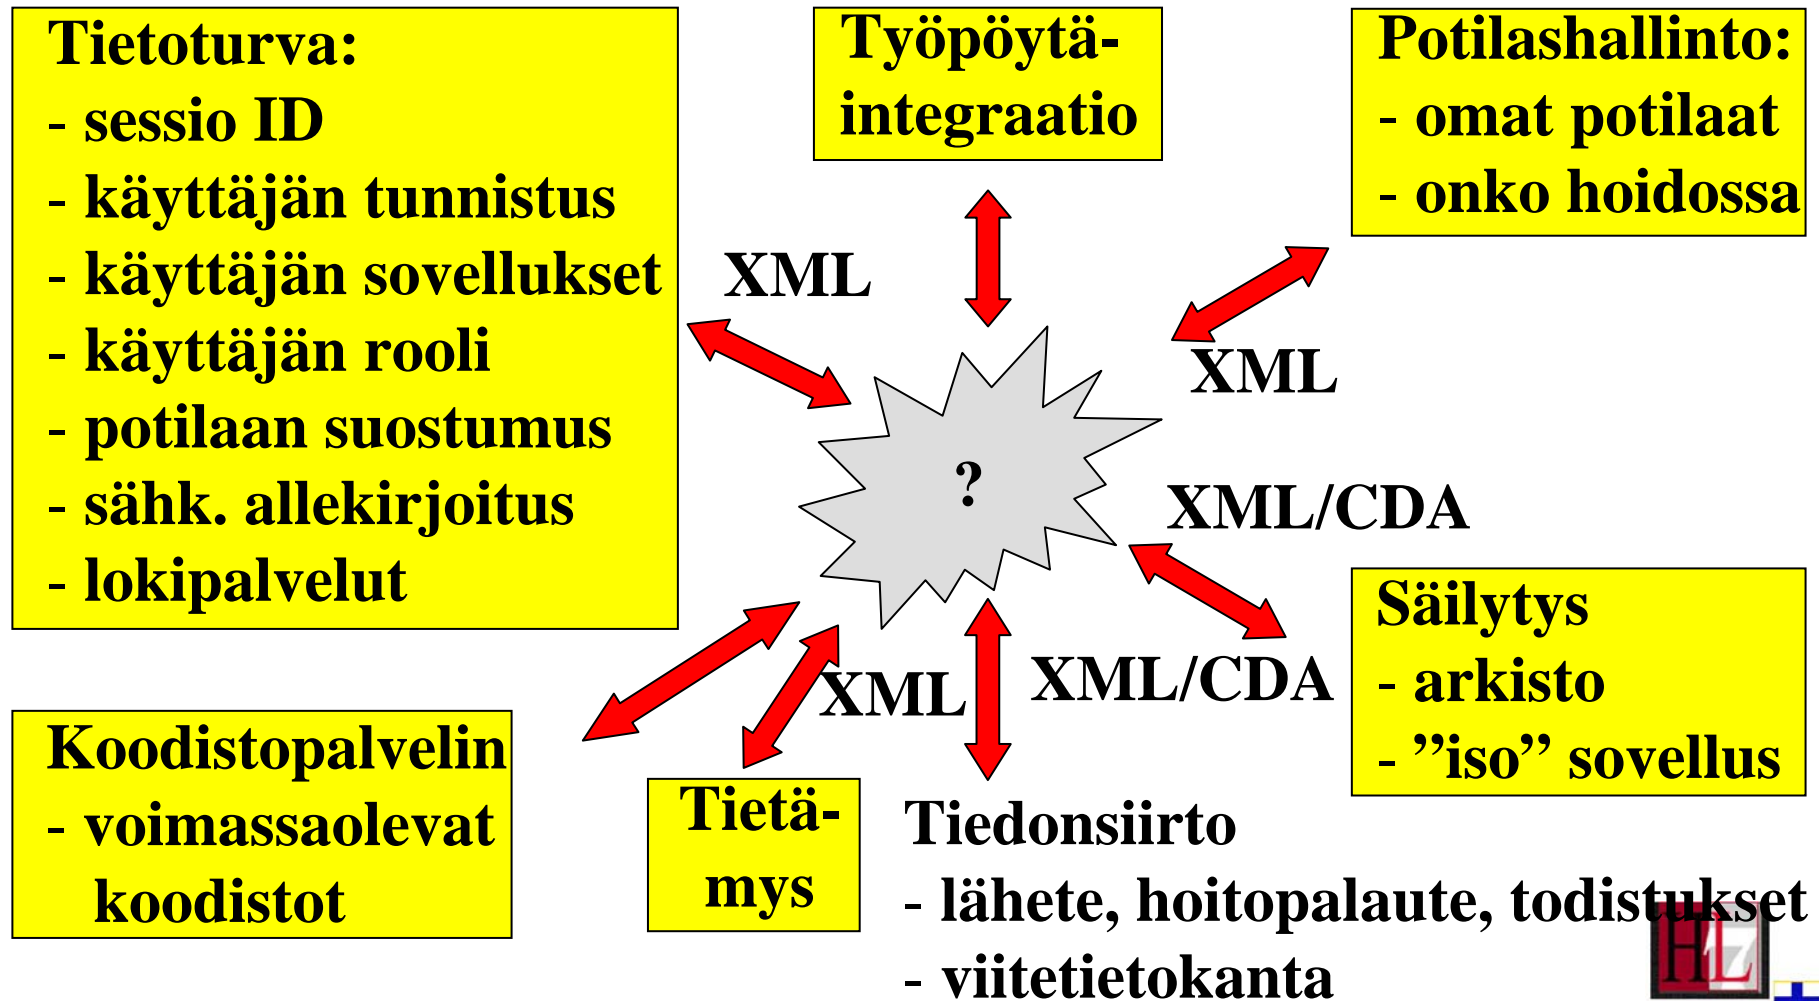 Tietoturva:
- sessio ID
- käyttäjän tunnistus
- käyttäjän sovellukset
- käyttäjän rooli
- potilaan suostumus
- sähk. allekirjoitus
- lokipalvelut
Työpöytä-
integraatio
Potilashallinto:
- omat potilaat
- onko hoidossa
XML
XML
?
XML/CDA
Säilytys
- arkisto
- ”iso” sovellus
XML
XML/CDA
Koodistopalvelin
- voimassaolevat
koodistot
Tietä-
mys
Tiedonsiirto
- lähete, hoitopalaute, todistukset
- viitetietokanta
HL7